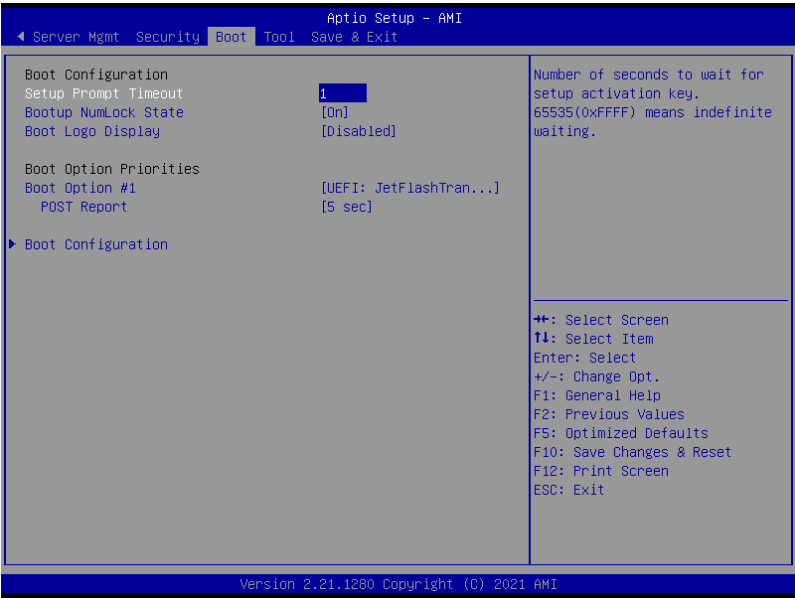 Aptio Setup – AMI
Server Mgmt Security Boot Tool Save & Exit
Boot Configuration
Setup Prompt Timeout 1
Bootup NumLock State [On]
Boot Logo Display [Disabled]
Boot Option Priorities
Boot Option #1 [UEFI: JetFlashTran...]
POST Report [5 sec]
Boot Configuration
Number of seconds to wait for
setup activation key.
65535(0xFFFF) means indefinite
waiting.
→←: Select Screen
↑↓: Select Item
Enter: Select
+/-: Change Opt.
F1: General Help
F2: Previous Values
F5: Optimized Defaults
F10: Save Changes & Reset
F12: Print Screen
ESC: Exit
Version 2.21.1280 Copyright (C) 2021 AMI